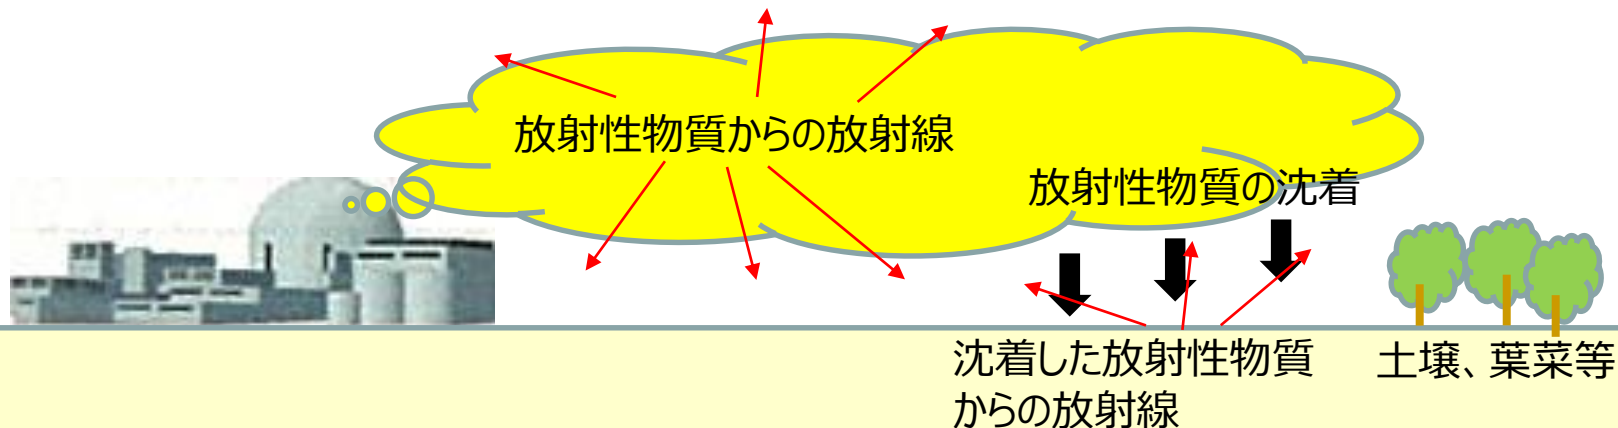 放射性物質からの放射線
放射性物質の沈着
沈着した放射性物質
からの放射線
土壌、葉菜等